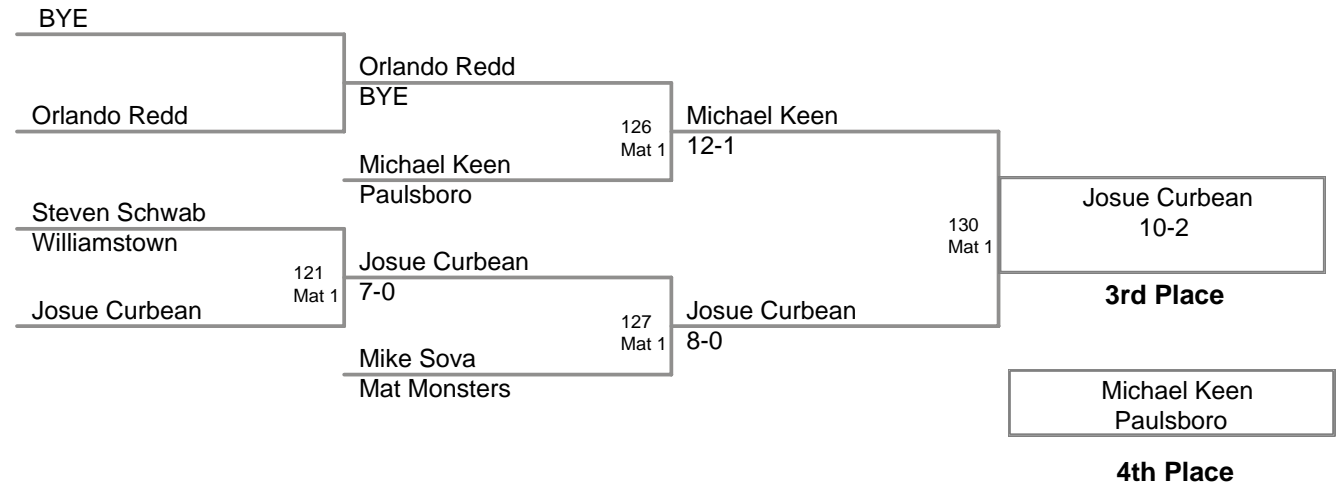 BYE
Orlando Redd
BYE
Orlando Redd
126
Mat 1
Michael Keen
12-1
Michael Keen
Paulsboro
Steven Schwab
Williamstown
121
Mat 1
Josue Curbean
7-0
Josue Curbean
127
Mat 1
Josue Curbean
8-0
Mike Sova
Mat Monsters
130
Mat 1
Josue Curbean
10-2
3rd Place
Michael Keen
Paulsboro
4th Place